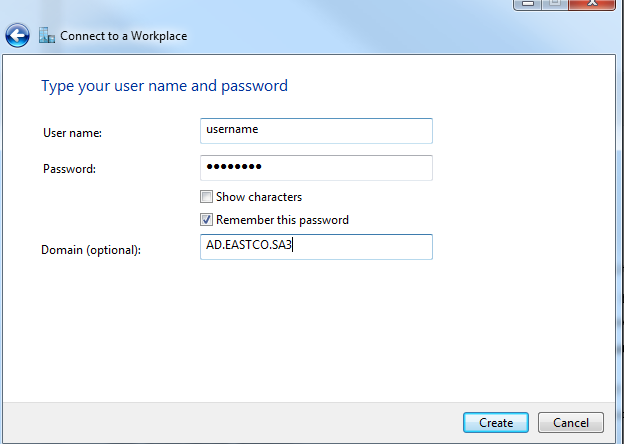 Connect to a Workplace
Type your user name and password
User name:
username
Password:
●●●●●●●●
Show characters
Remember this password
Domain (optional):
AD.EASTCO.SA3
Create
Cancel